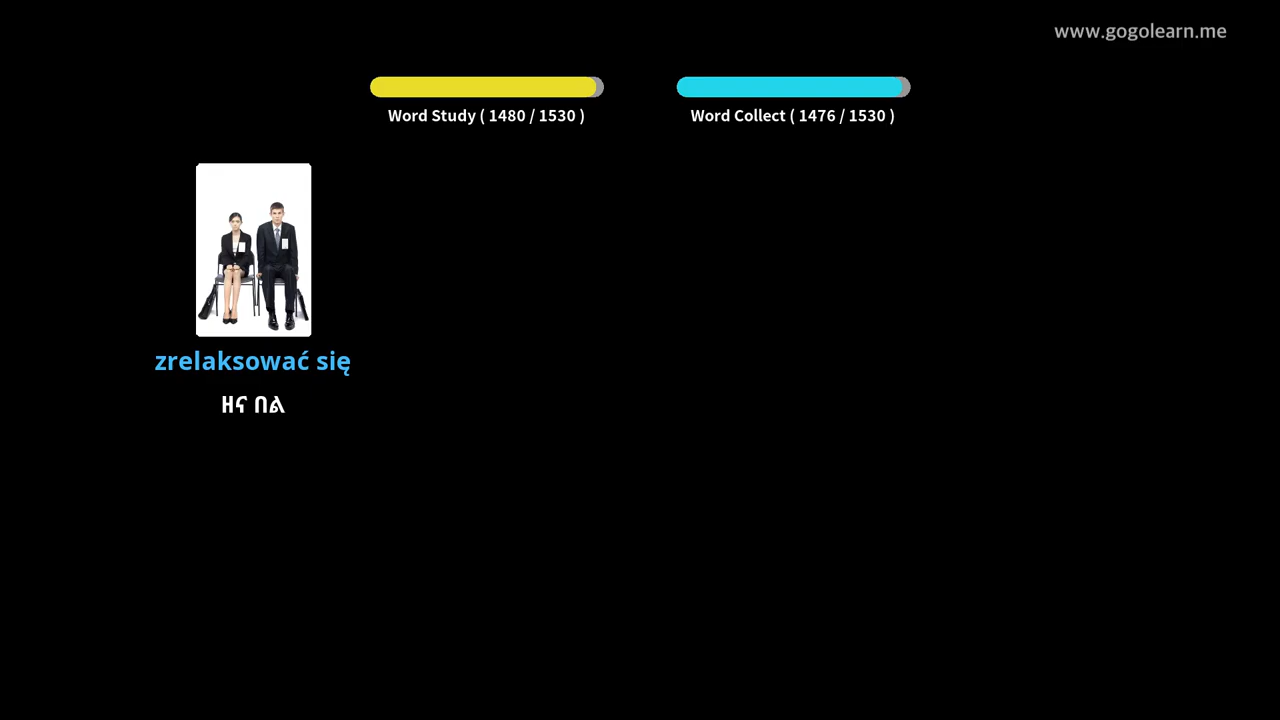 www.gogolearn.me
Word Study ( 1480 / 1530 )
Word Collect ( 1476 / 1530 )
zrelaksować się
ዘና በል